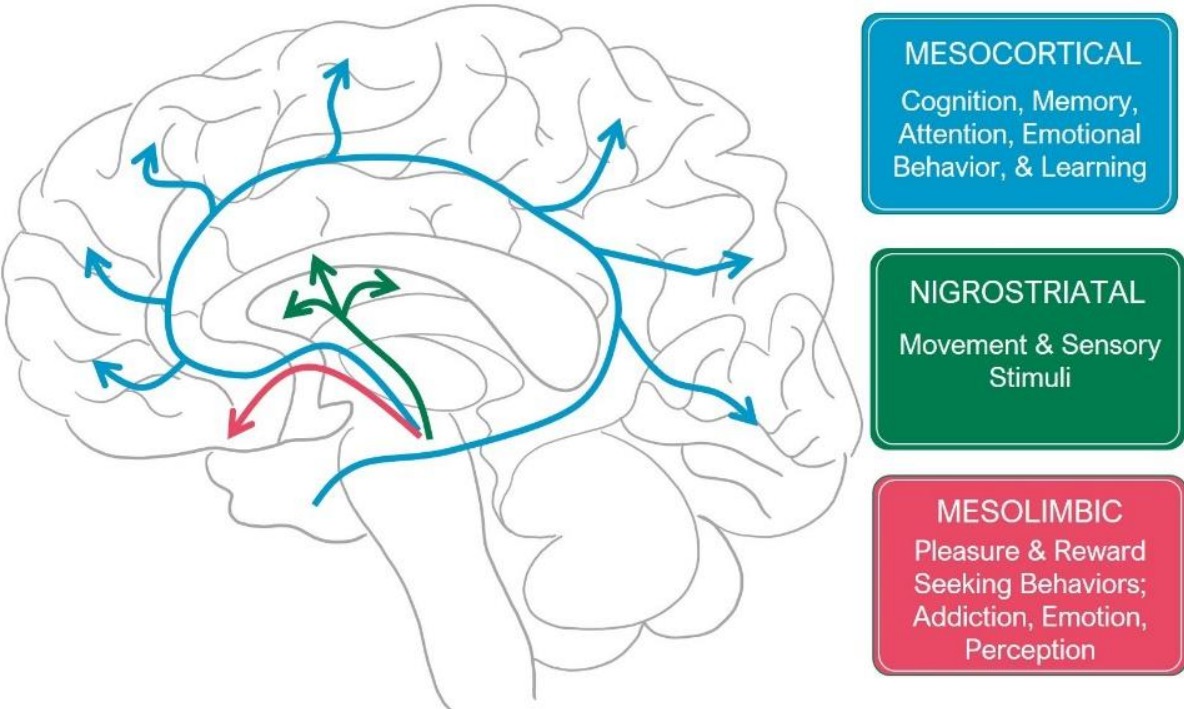 MESOCORTICAL
Cognition, Memory,
Attention, Emotional
Behavior, & Learning
NIGROSTRIATAL
Movement & Sensory
Stimuli
MESOLIMBIC
Pleasure & Reward
Seeking Behaviors;
Addiction, Emotion,
Perception